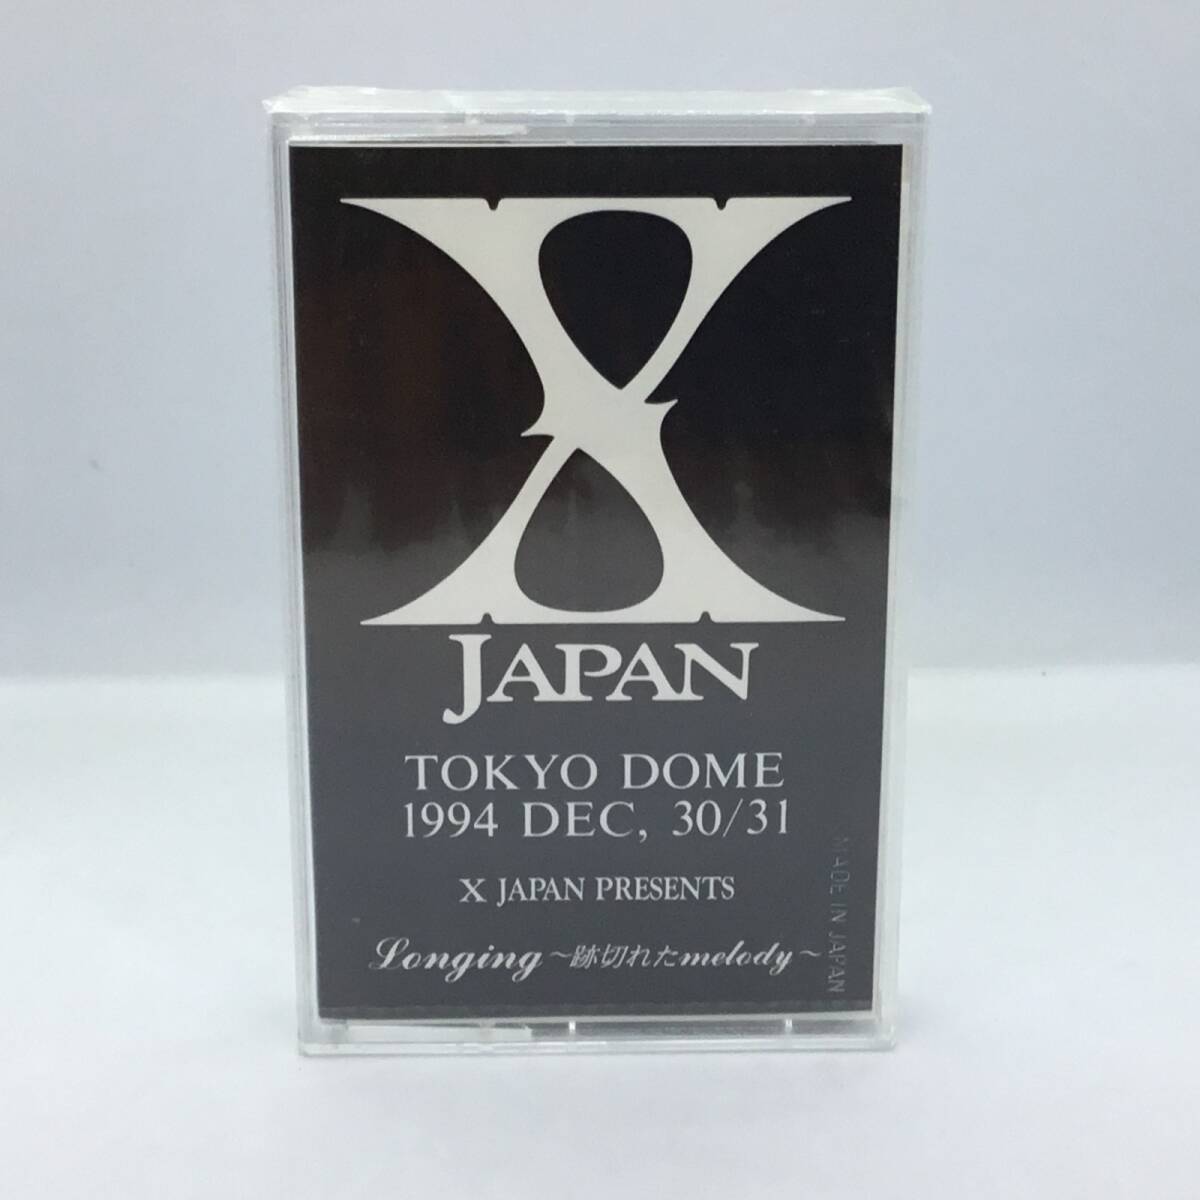 X
JAPAN
TOKYO DOME
1994 DEC, 30/31
X JAPAN PRESENTS
Longing ~跡切れたmelody~
MADE IN JAPAN